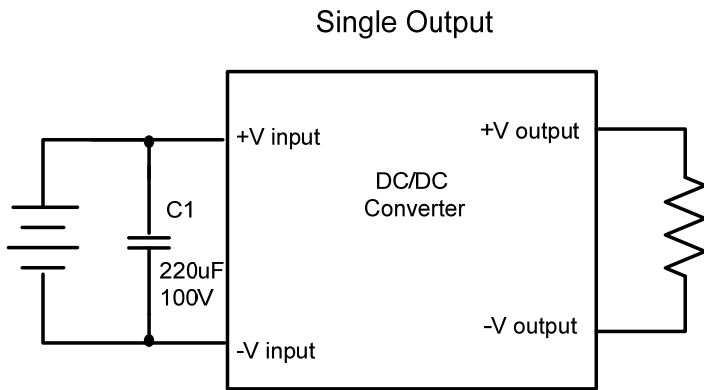 Single Output
+V input
+V output
DC/DC
Converter
C1
220uF
100V
-V input
-V output